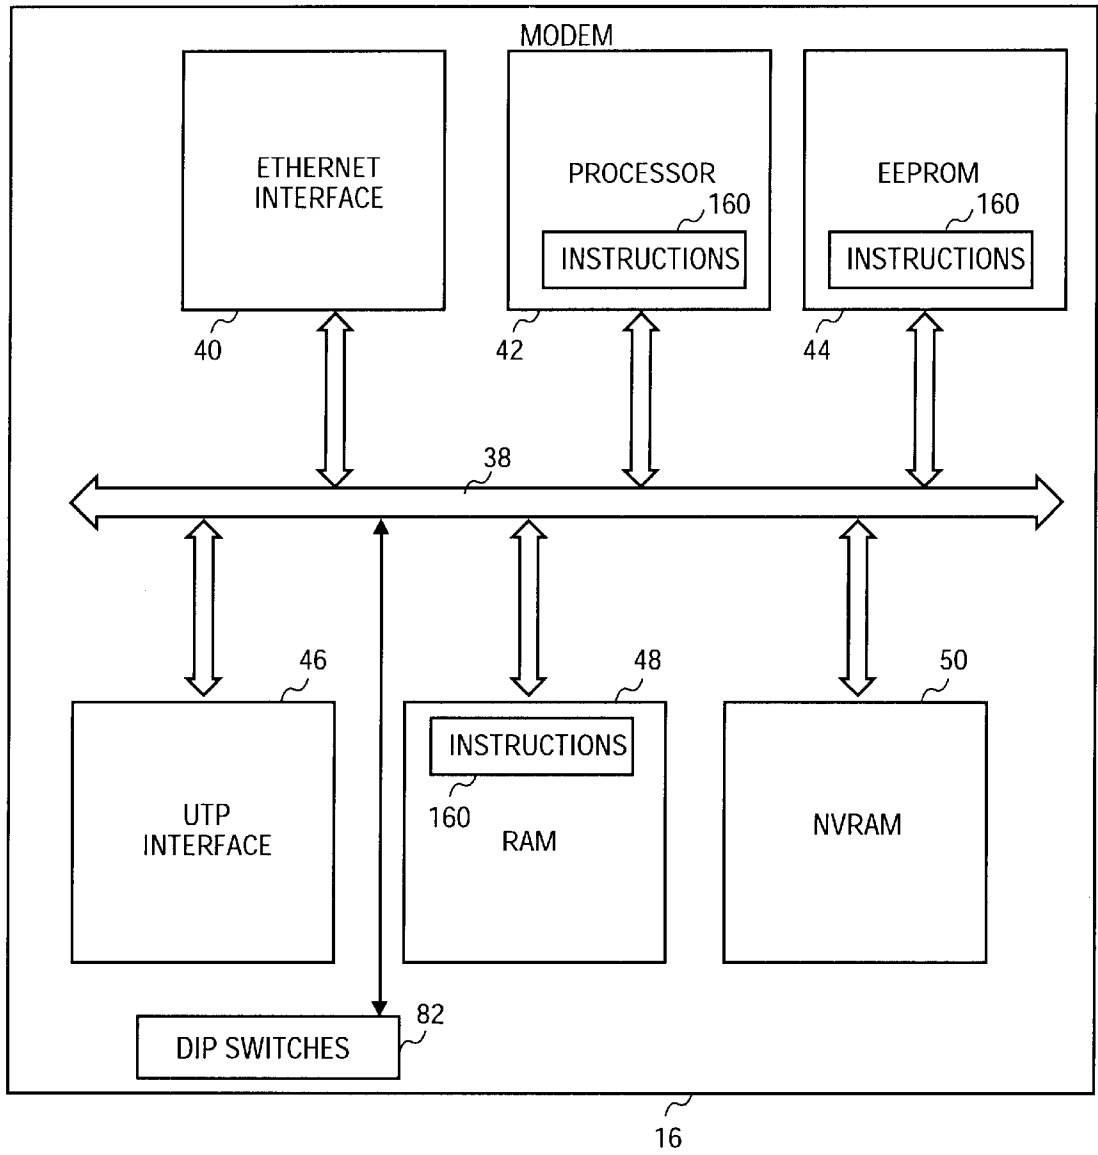 MODEM
ETHERNET
INTERFACE
PROCESSOR
160
INSTRUCTIONS
EEPROM
160
INSTRUCTIONS
40
42
44
38
46
48
50
UTP
INTERFACE
INSTRUCTIONS
160
RAM
NVRAM
DIP SWITCHES
82
16